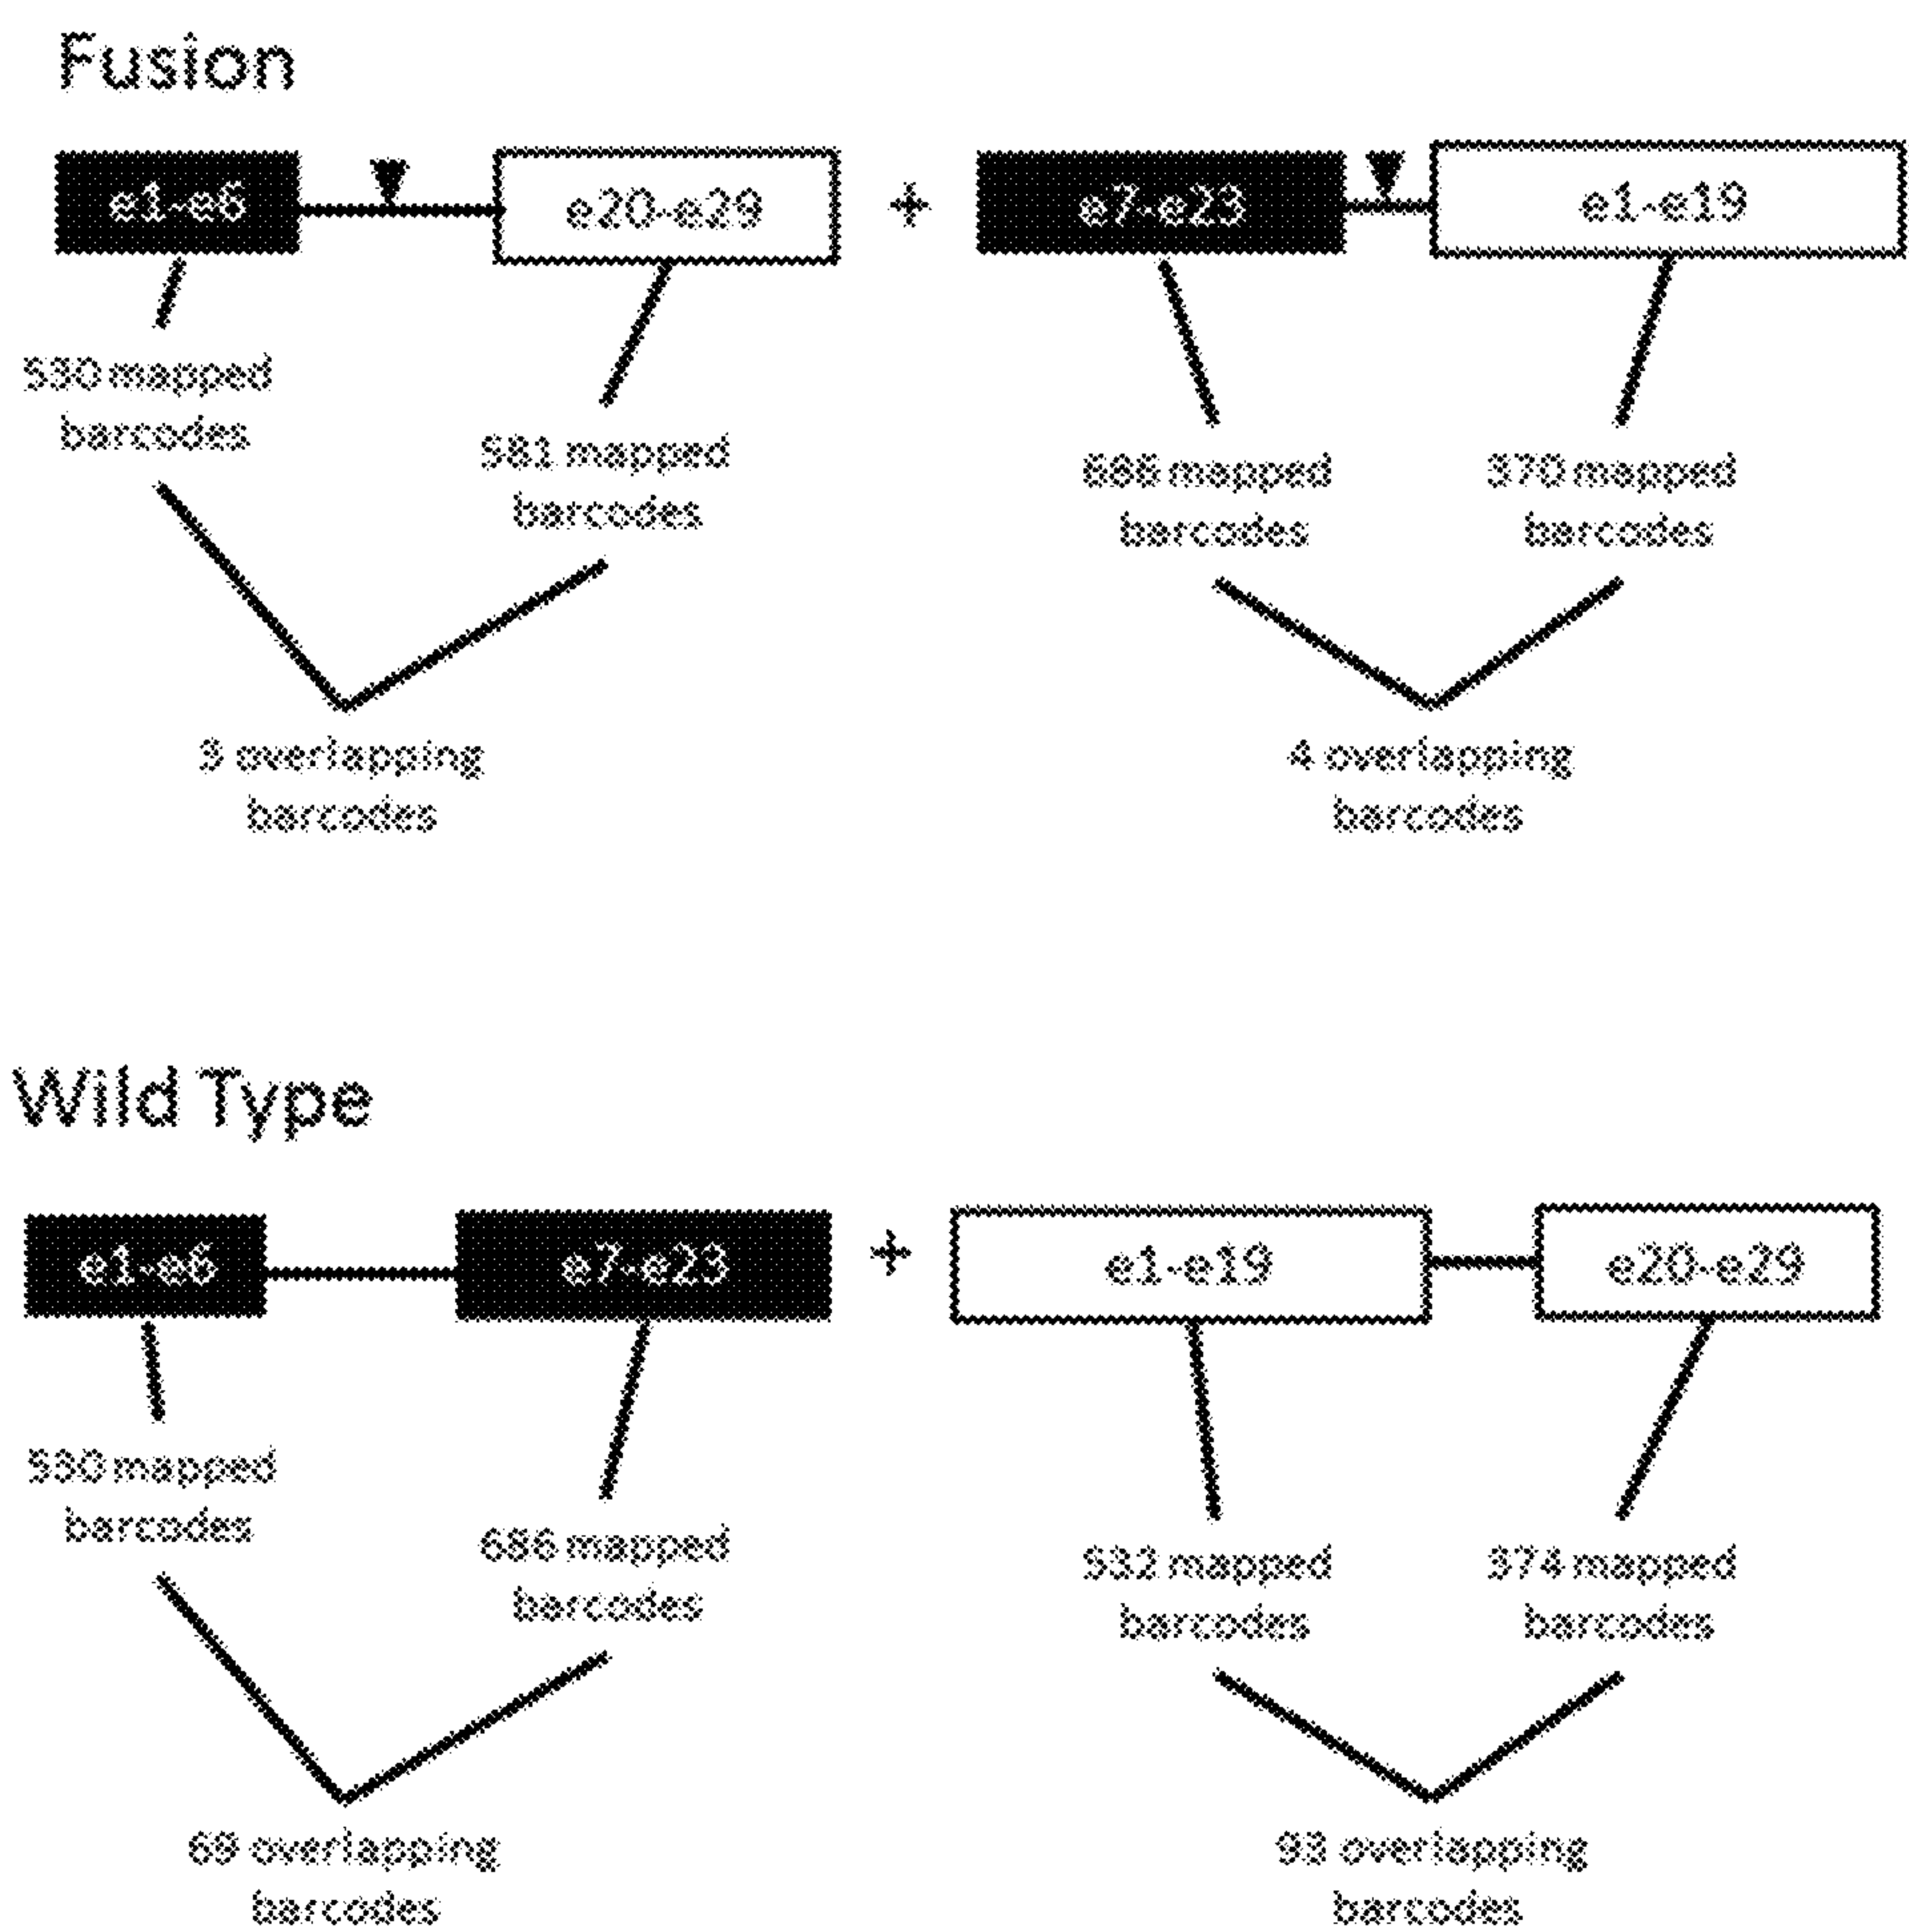 Fusion
e1-e6
e20-e29
+
e7-e23
e1-e19
530 mapped
barcodes
581 mapped
barcodes
686 mapped
barcodes
370 mapped
barcodes
3 overlapping
barcodes
4 overlapping
barcodes
Wild Type
e1-e6
e7-e23
+
e1-e19
e20-e29
530 mapped
barcodes
686 mapped
barcodes
532 mapped
barcodes
374 mapped
barcodes
69 overlapping
barcodes
93 overlapping
barcodes